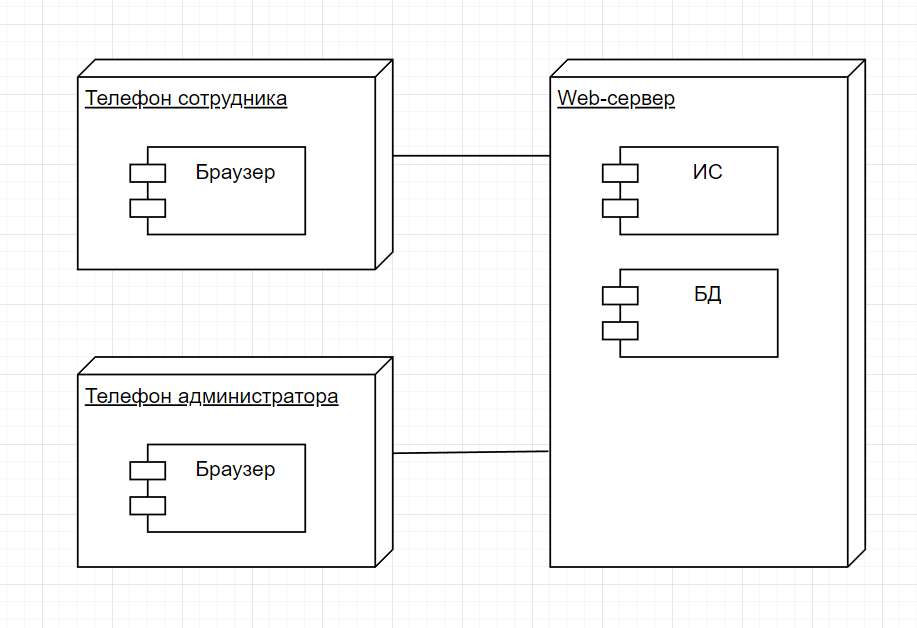 Телефон сотрудника
Браузер
Web-сервер
ИС
БД
Телефон администратора
Браузер